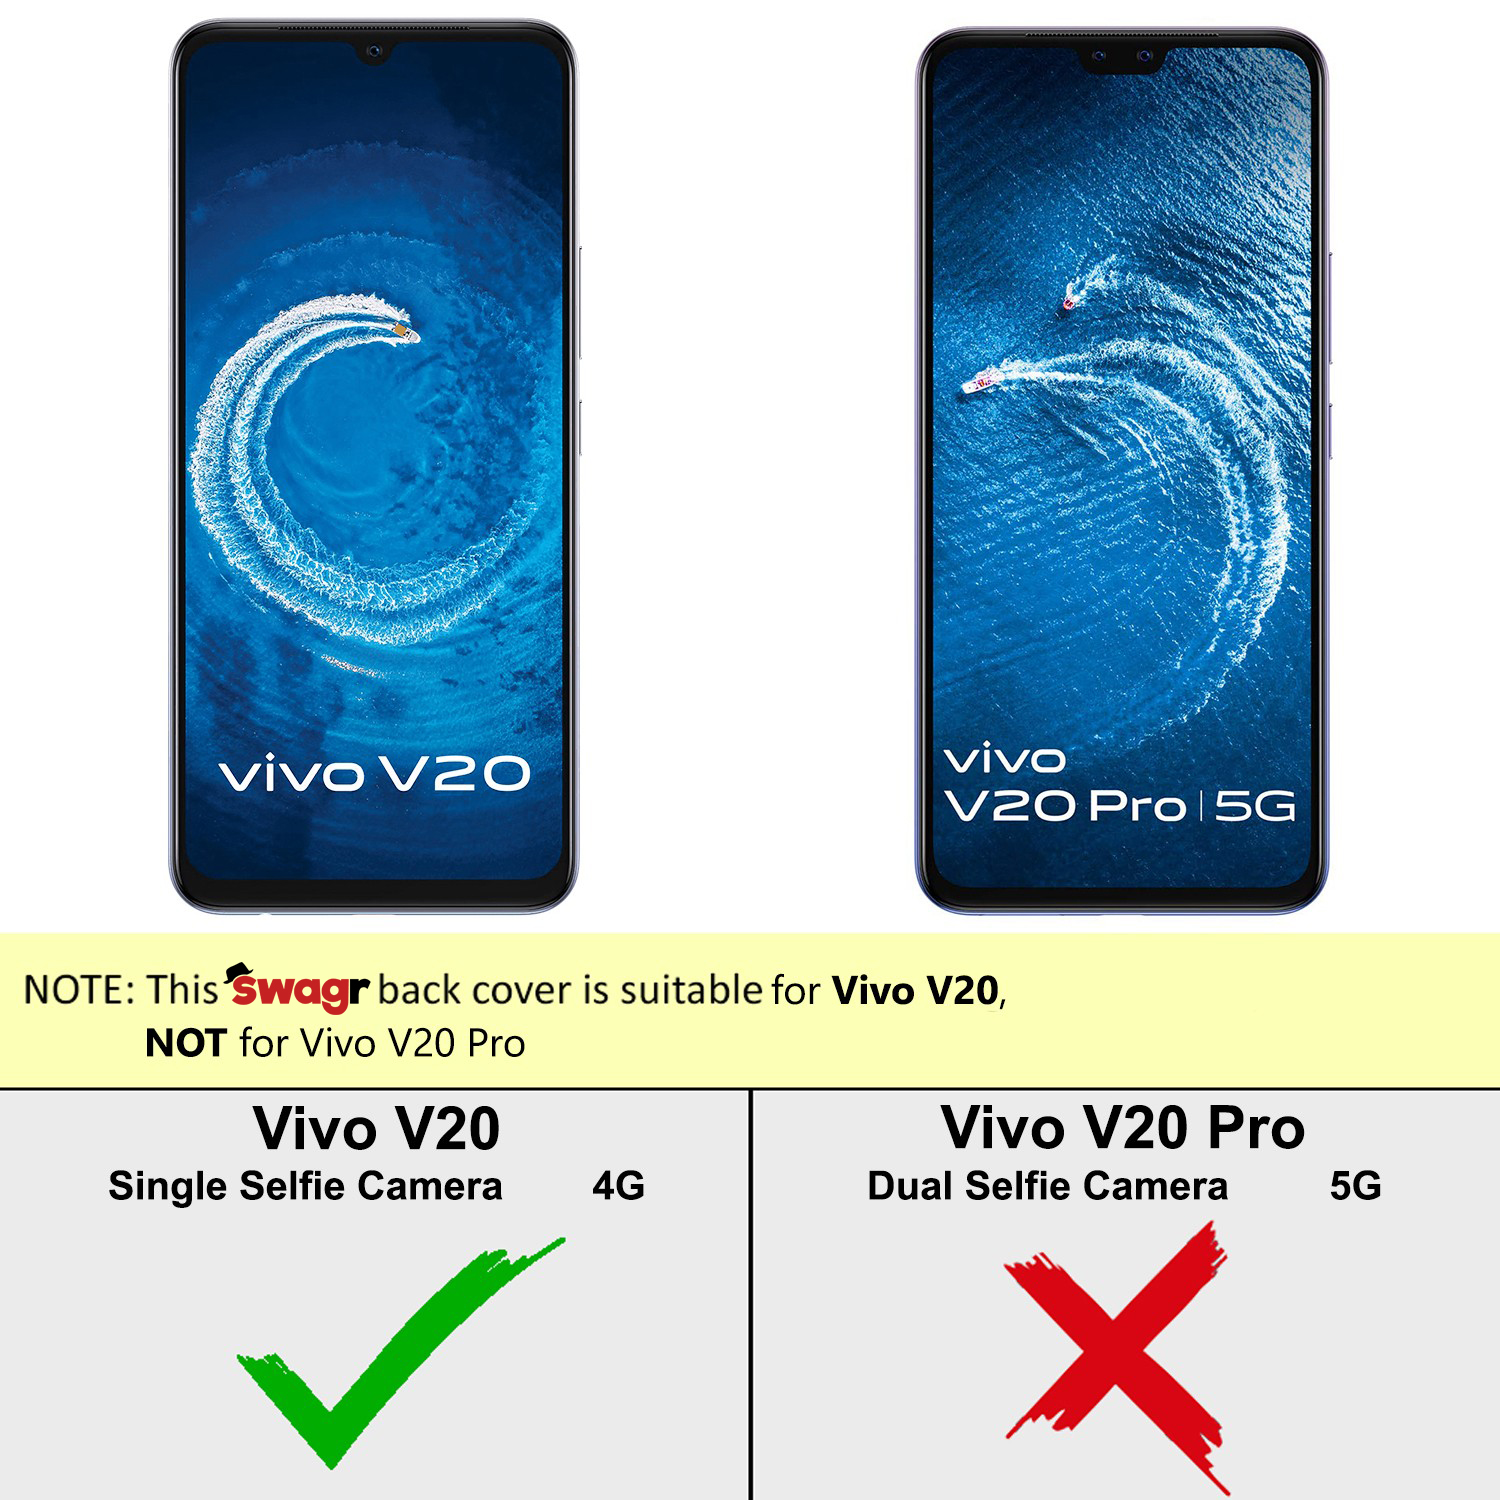 vivo V20
vivo
V20 Pro | 5G
NOTE: This Swagr back cover is suitable for Vivo V20,
NOT for Vivo V20 Pro
Vivo V20
Single Selfie Camera 4G
Vivo V20 Pro
Dual Selfie Camera 5G